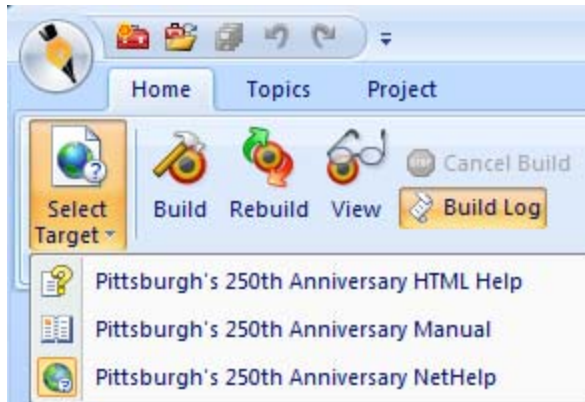 Home Topics Project
Select Target Build Rebuild View Cancel Build
Build Log
Pittsburgh's 250th Anniversary HTML Help
Pittsburgh's 250th Anniversary Manual
Pittsburgh's 250th Anniversary NetHelp